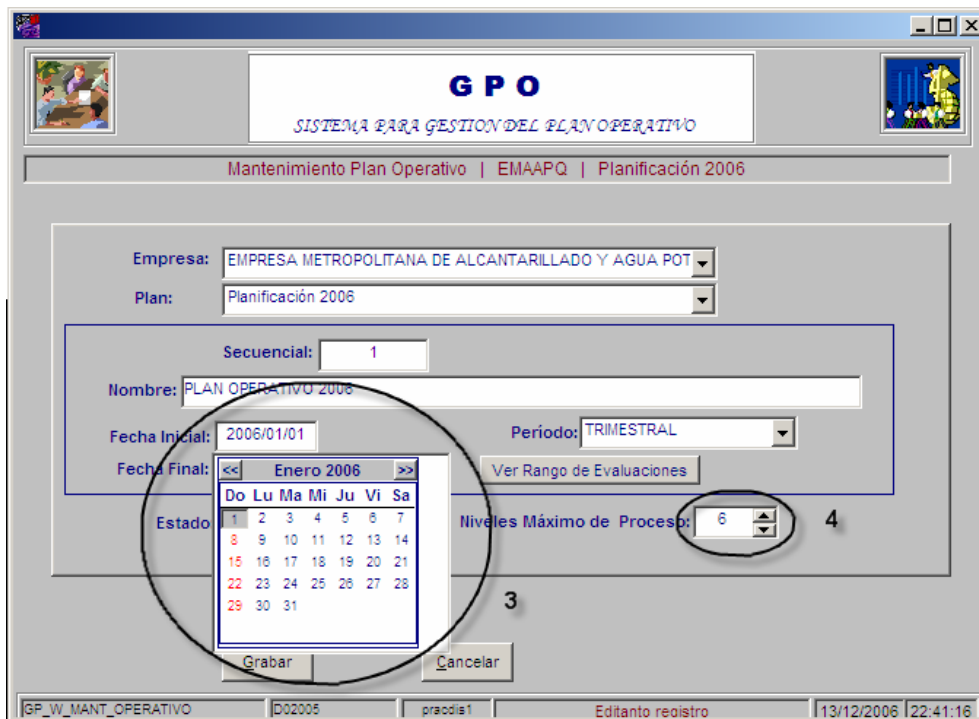 G P O
SISTEMA PARA GESTION DEL PLAN OPERATIVO
Mantenimiento Plan Operativo | EMAAPQ | Planificación 2006
Empresa: EMPRESA METROPOLITANA DE ALCANTARILLADO Y AGUA POT
Plan: Planificación 2006
Secuencial: 1
Nombre: PLAN OPERATIVO 2006
Fecha Inicial: 2006/01/01 Período: TRIMESTRAL
Fecha Final: Ver Rango de Evaluaciones
<< Enero 2006 >>
Do Lu Ma Mi Ju Vi Sa
1 2 3 4 5 6 7
8 9 10 11 12 13 14
15 16 17 18 19 20 21
22 23 24 25 26 27 28
29 30 31
Estado Niveles Máximo de Proceso: 6 4
3
Grabar Cancelar
GP_W_MANT_OPERATIVO D02005 pracdis1 Editanto registro 13/12/2006 22:41:16